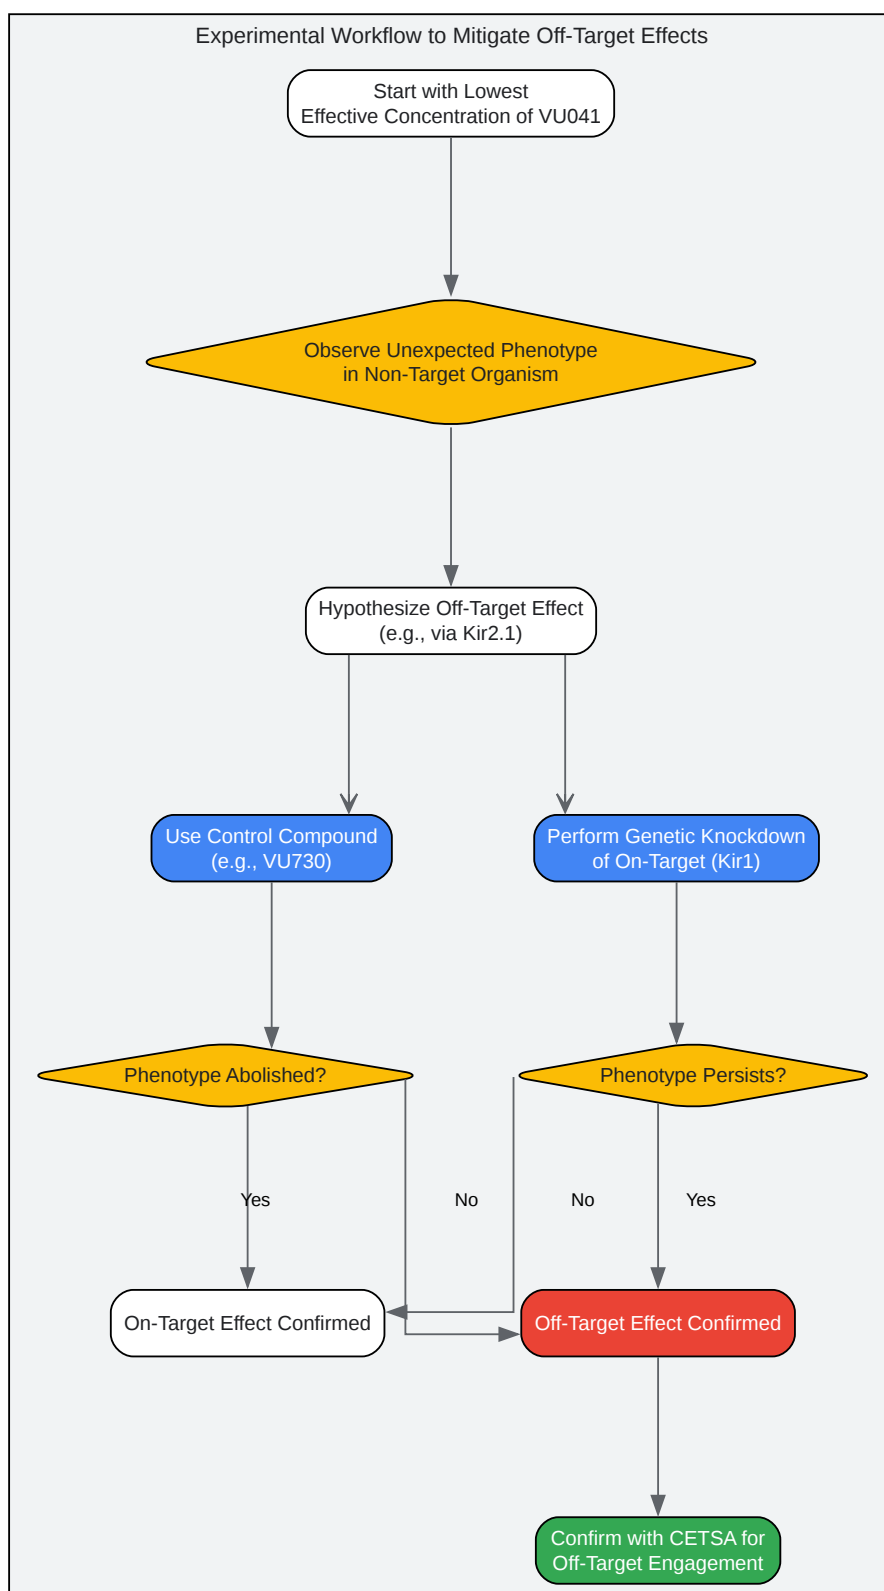 Experimental Workflow to Mitigate Off-Target Effects
Start with Lowest
Effective Concentration of VU041
Observe Unexpected Phenotype
in Non-Target Organism
Hypothesize Off-Target Effect
(e.g., via Kir2.1)
Use Control Compound
(e.g., VU730)
Perform Genetic Knockdown
of On-Target (Kir1)
Phenotype Abolished?
Phenotype Persists?
Yes
No
No
Yes
On-Target Effect Confirmed
Off-Target Effect Confirmed
Confirm with CETSA for
Off-Target Engagement